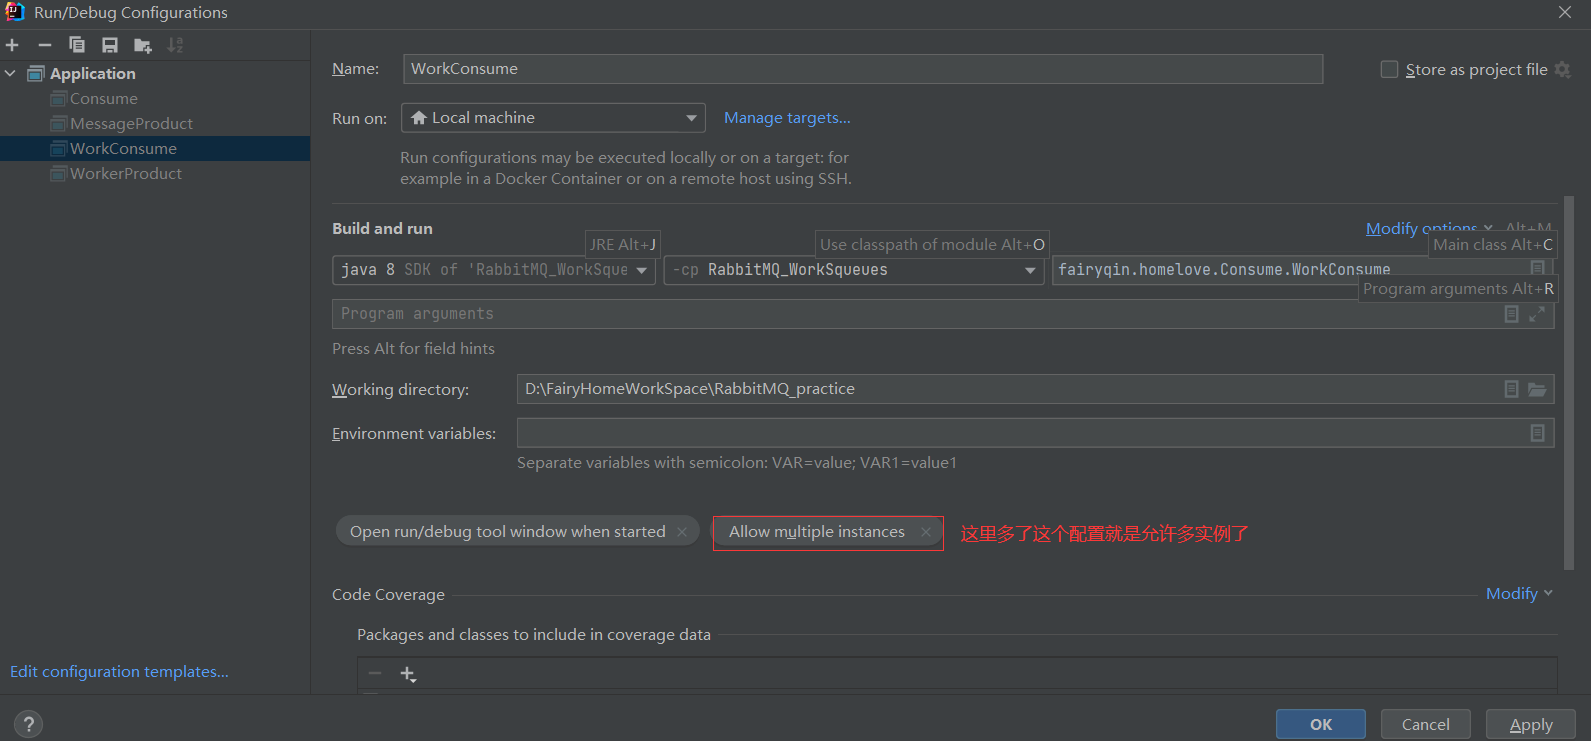 Run/Debug Configurations
Application
Consume
MessageProduct
WorkConsume
WorkerProduct
Edit configuration templates...
Name: WorkConsume
Store as project file
Run on: Local machine
Manage targets...
Run configurations may be executed locally or on a target: for
example in a Docker Container or on a remote host using SSH.
Build and run
Modify options Alt+M
JRE Alt+J
Use classpath of module Alt+O
Main class Alt+C
java 8 SDK of 'RabbitMQ_WorkSque
-cp RabbitMQ_WorkSqueues
fairyqin.homelove.Consume.WorkConsume
Program arguments Alt+R
Program arguments
Press Alt for field hints
Working directory: D:\FairyHomeWorkSpace\RabbitMQ_practice
Environment variables:
Separate variables with semicolon: VAR=value; VAR1=value1
Open run/debug tool window when started ×
Allow multiple instances ×
这里多了这个配置就是允许多实例了
Code Coverage
Modify
Packages and classes to include in coverage data
?
OK
Cancel
Apply